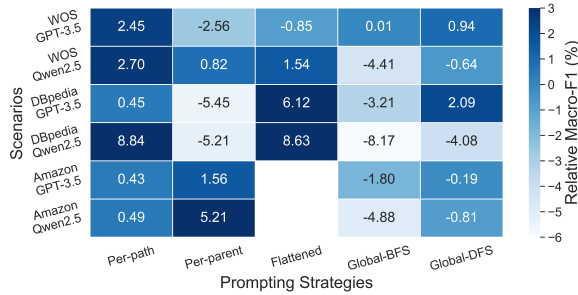 Scenarios
WOS
GPT-3.5
2.45 -2.56 -0.85 0.01 0.94
WOS
Qwen2.5
2.70 0.82 1.54 -4.41 -0.64
DBpedia
GPT-3.5
0.45 -5.45 6.12 -3.21 2.09
DBpedia
Qwen2.5
8.84 -5.21 8.63 -8.17 -4.08
Amazon
GPT-3.5
0.43 1.56 -1.80 -0.19
Amazon
Qwen2.5
0.49 5.21 -4.88 -0.81
Per-path Per-parent Flattened Global-BFS Global-DFS
Prompting Strategies
3
2
1
0
−1
−2
−3
−4
−5
−6
Relative Macro-F1 (%)